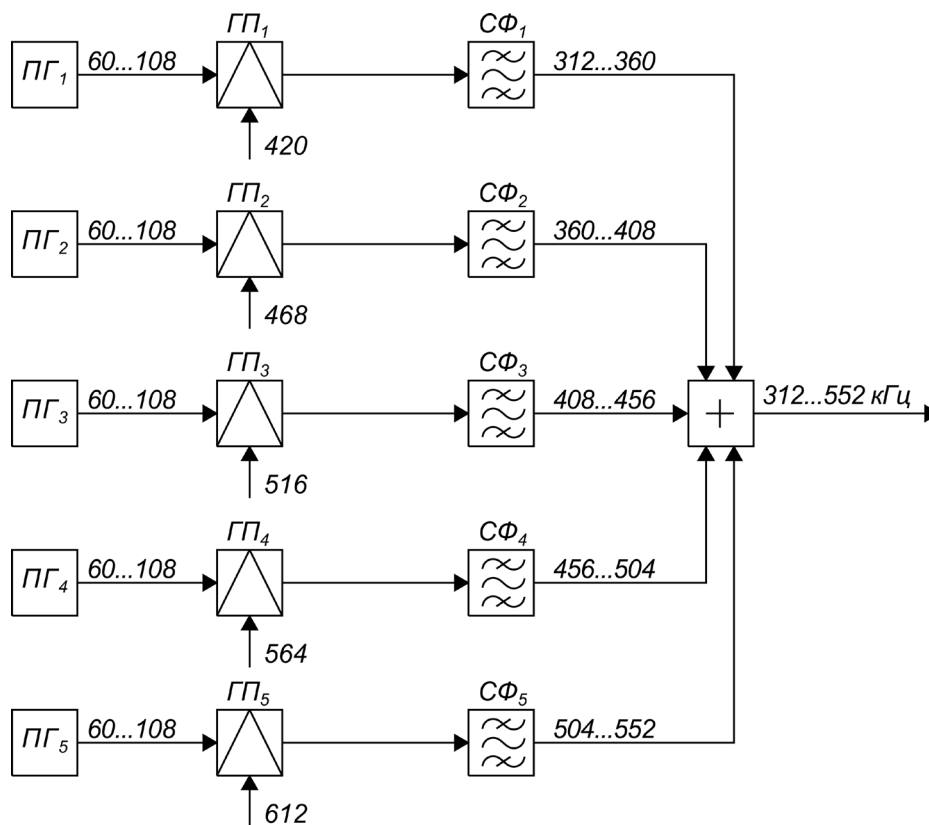 ГП₁ СФ₁
ПГ₁ 60...108 312...360
420
ГП₂ СФ₂
ПГ₂ 60...108 360...408
468
ГП₃ СФ₃
ПГ₃ 60...108 408...456 + 312...552 кГц
516
ГП₄ СФ₄
ПГ₄ 60...108 456...504
564
ГП₅ СФ₅
ПГ₅ 60...108 504...552
612